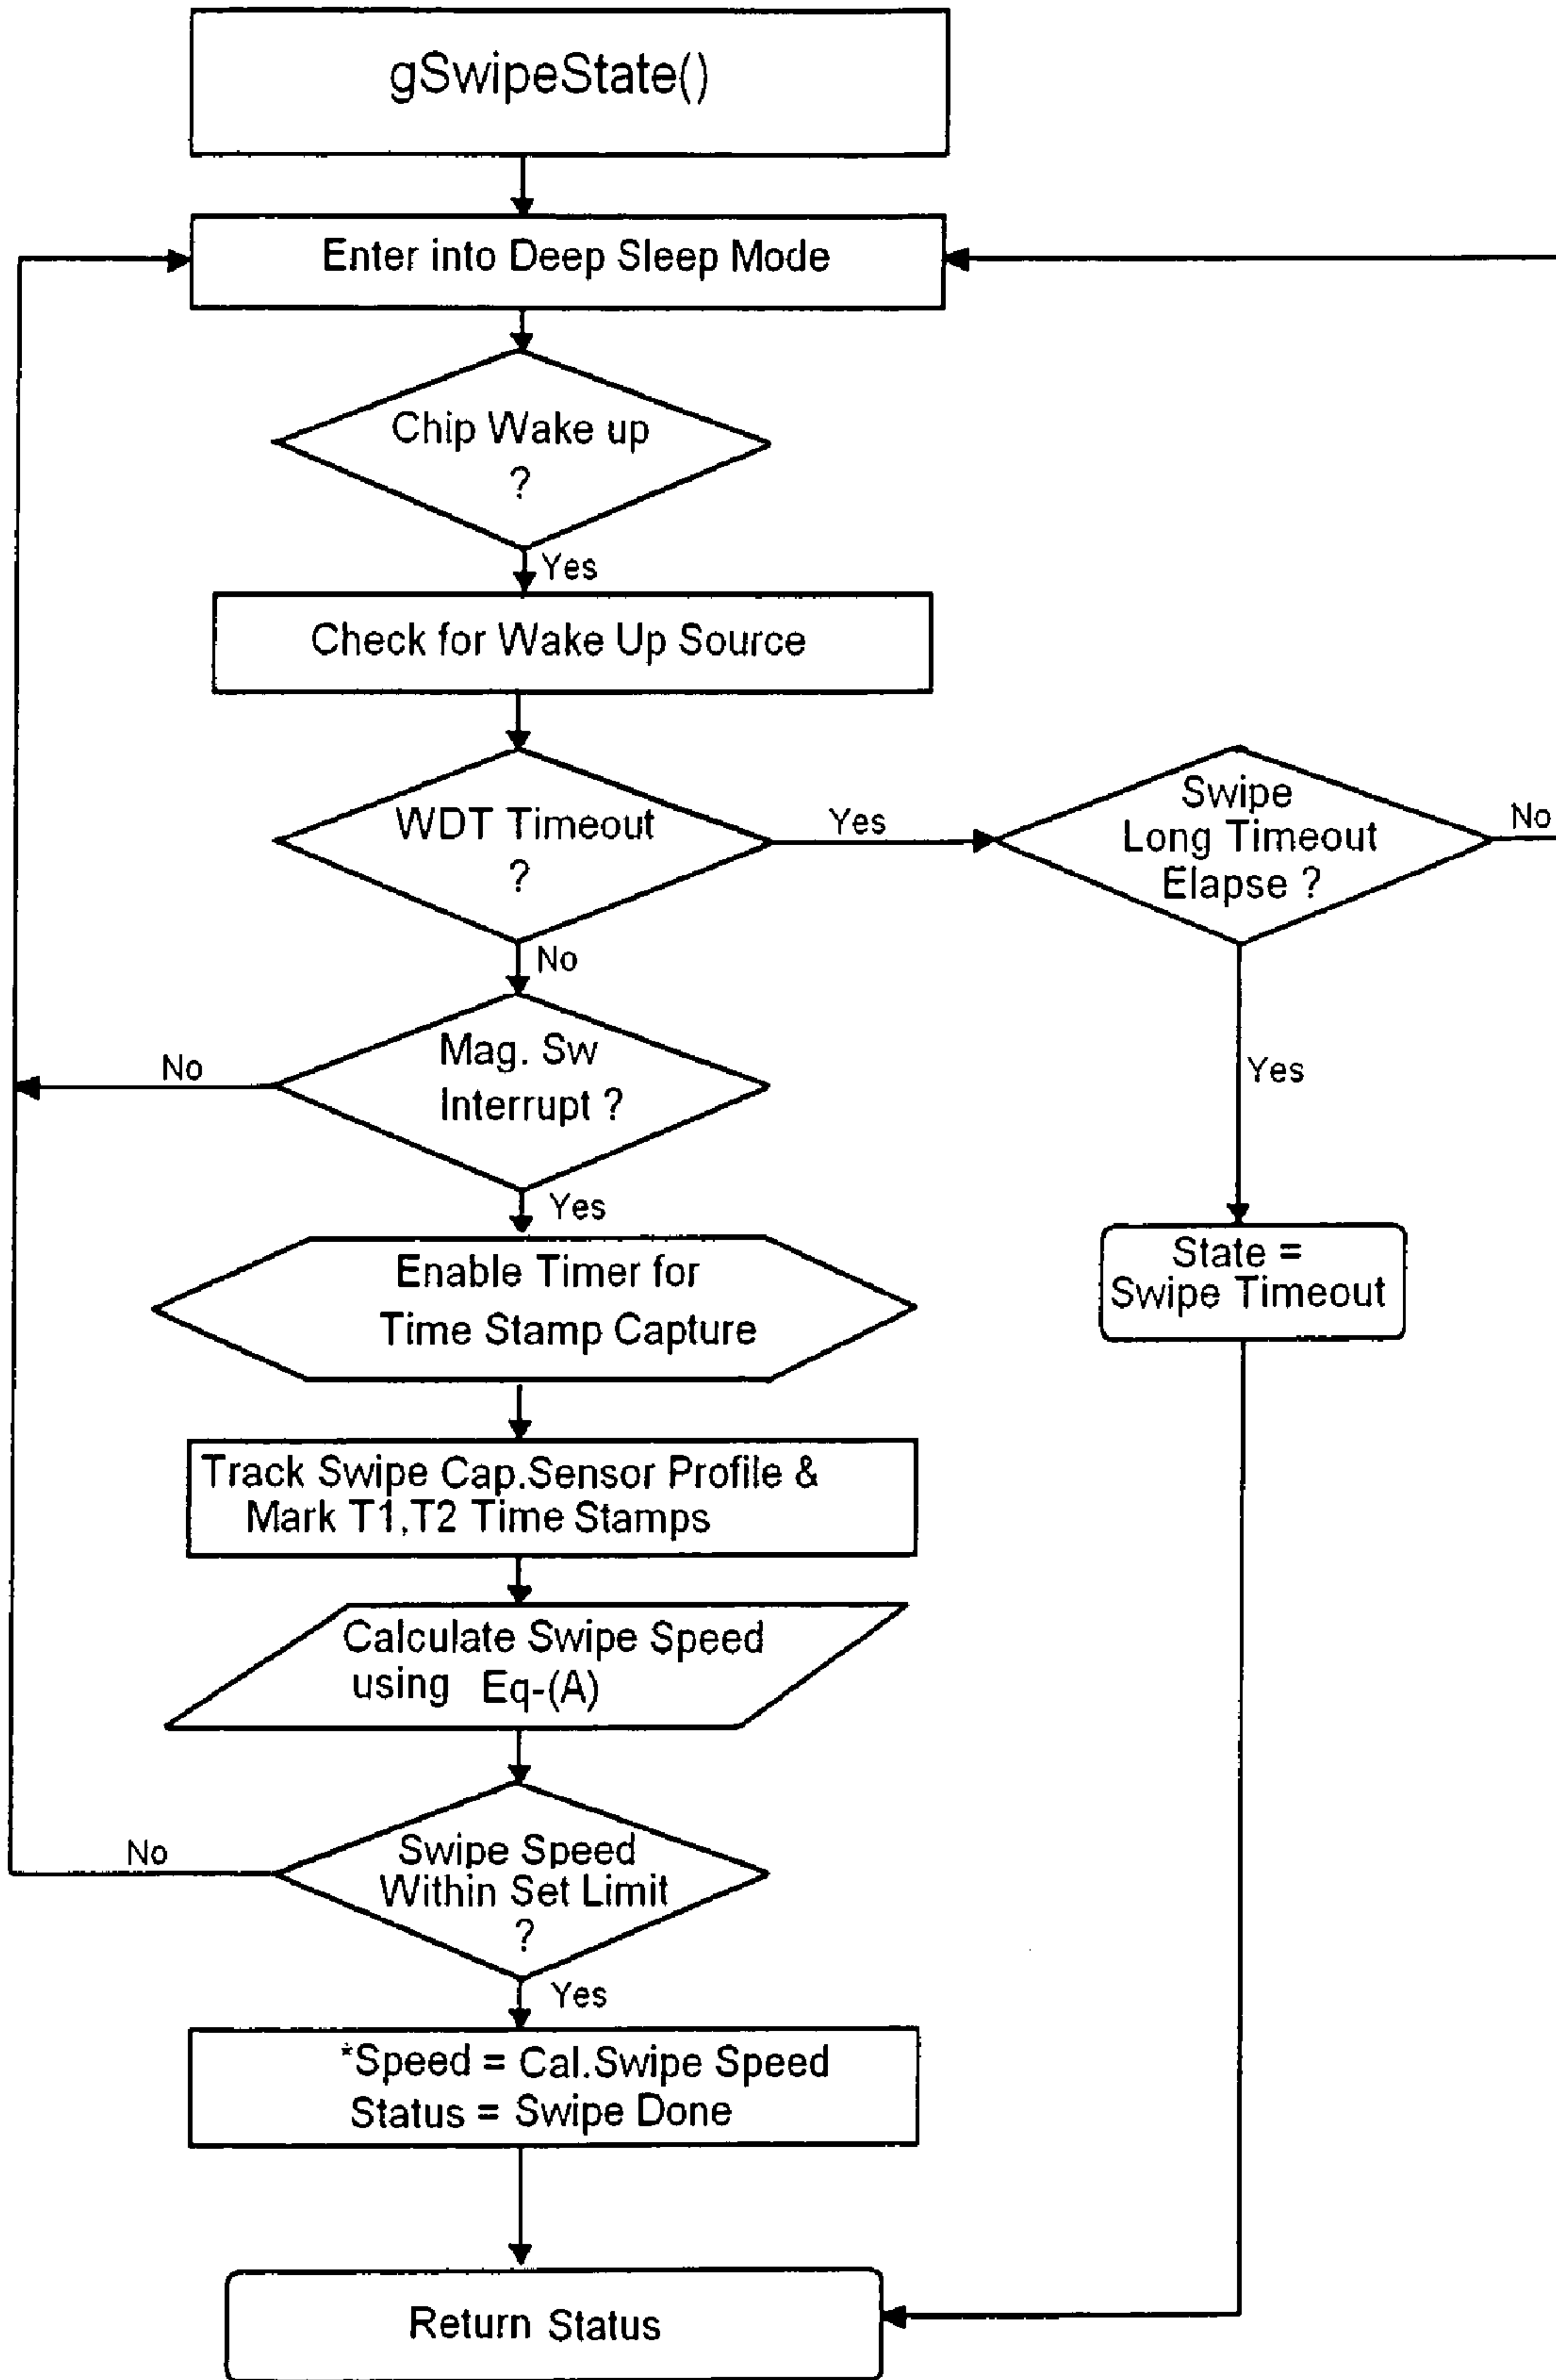 gSwipeState()
Enter into Deep Sleep Mode
Chip Wake up
?
Yes
Check for Wake Up Source
WDT Timeout
?
Yes
Swipe
Long Timeout
Elapse ?
No
No
Mag. Sw
Interrupt ?
No
Yes
Yes
Enable Timer for
Time Stamp Capture
State =
Swipe Timeout
Track Swipe Cap.Sensor Profile &
Mark T1,T2 Time Stamps
Calculate Swipe Speed
using Eq-(A)
Swipe Speed
Within Set Limit
?
No
Yes
*Speed = Cal.Swipe Speed
Status = Swipe Done
Return Status